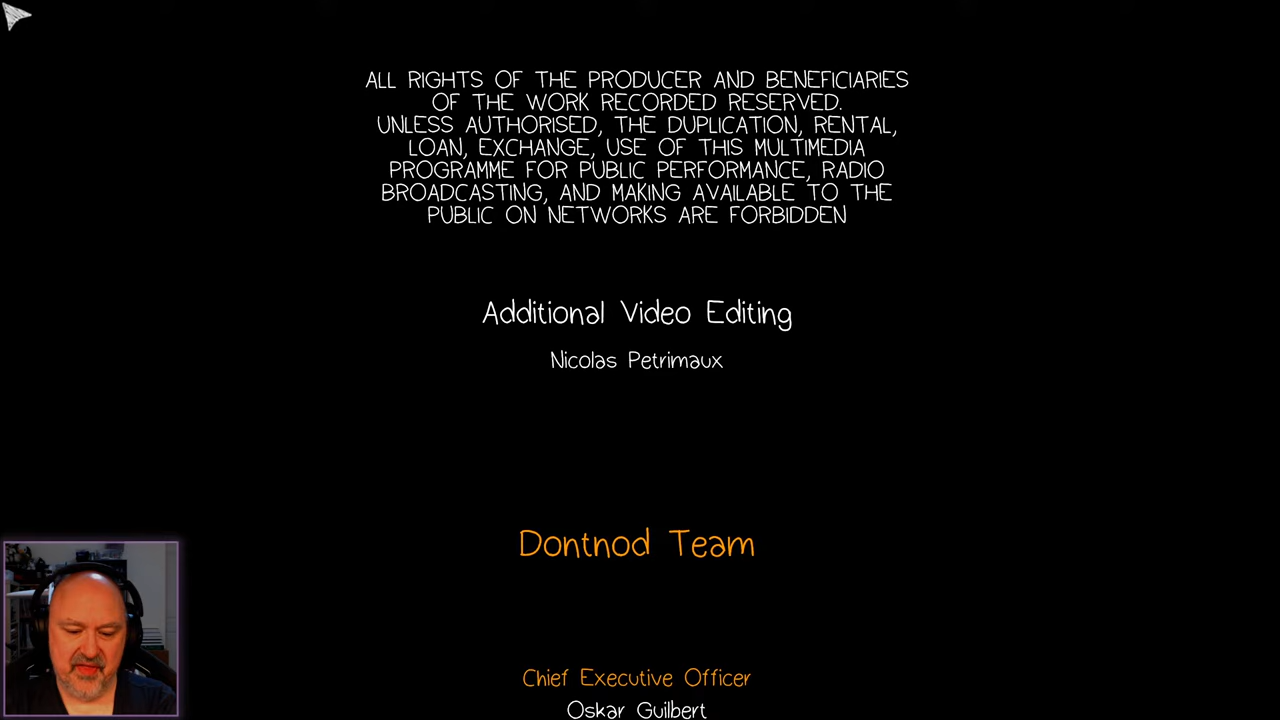 ALL RIGHTS OF THE PRODUCER AND BENEFICIARIES
OF THE WORK RECORDED RESERVED.
UNLESS AUTHORISED, THE DUPLICATION, RENTAL,
LOAN, EXCHANGE, USE OF THIS MULTIMEDIA
PROGRAMME FOR PUBLIC PERFORMANCE, RADIO
BROADCASTING, AND MAKING AVAILABLE TO THE
PUBLIC ON NETWORKS ARE FORBIDDEN
Additional Video Editing
Nicolas Petrimaux
Dontnod Team
Chief Executive Officer
Oskar Guilbert